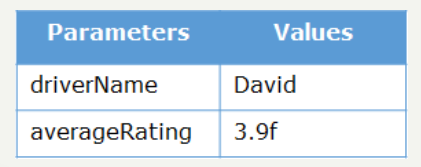 Parameters Values
driverName David
averageRating 3.9f